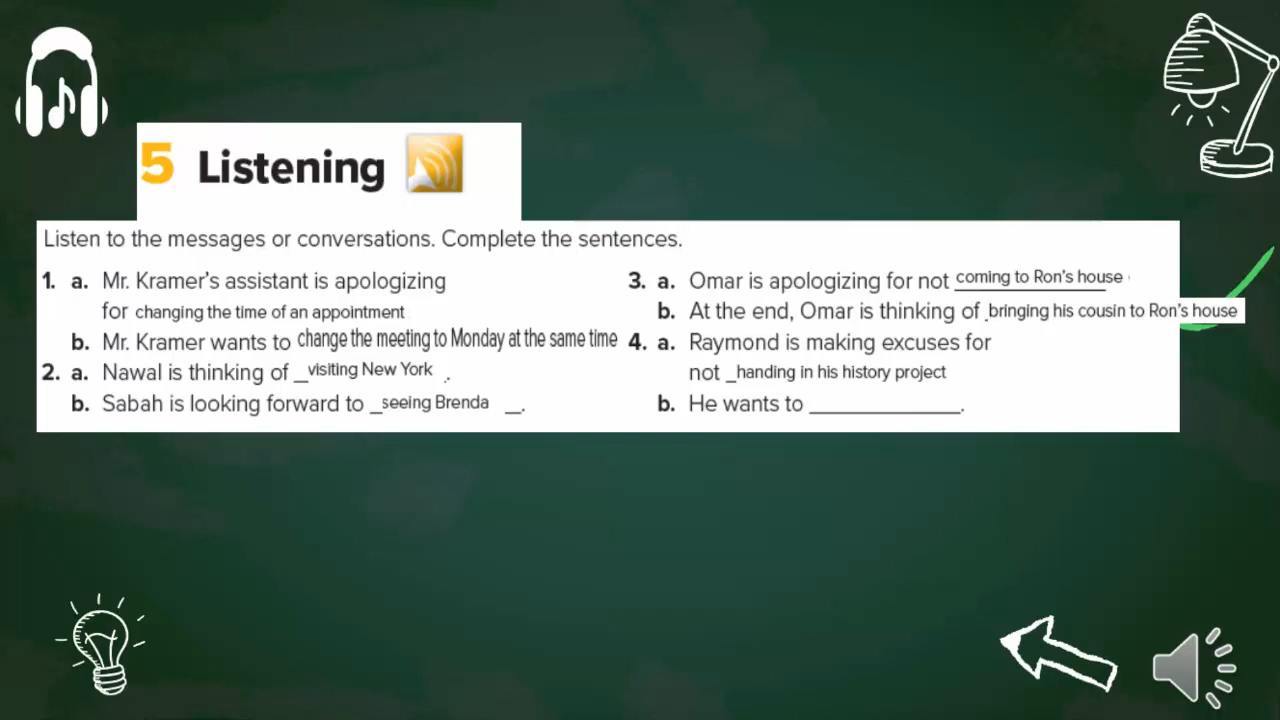 5 Listening
Listen to the messages or conversations. Complete the sentences.
1. a. Mr. Kramer's assistant is apologizing
for changing the time of an appointment
b. Mr. Kramer wants to change the meeting to Monday at the same time
2. a. Nawal is thinking of _visiting New York .
b. Sabah is looking forward to _seeing Brenda __.
3. a. Omar is apologizing for not coming to Ron's house
b. At the end, Omar is thinking of _bringing his cousin to Ron's house
4. a. Raymond is making excuses for
not _handing in his history project
b. He wants to ____________.